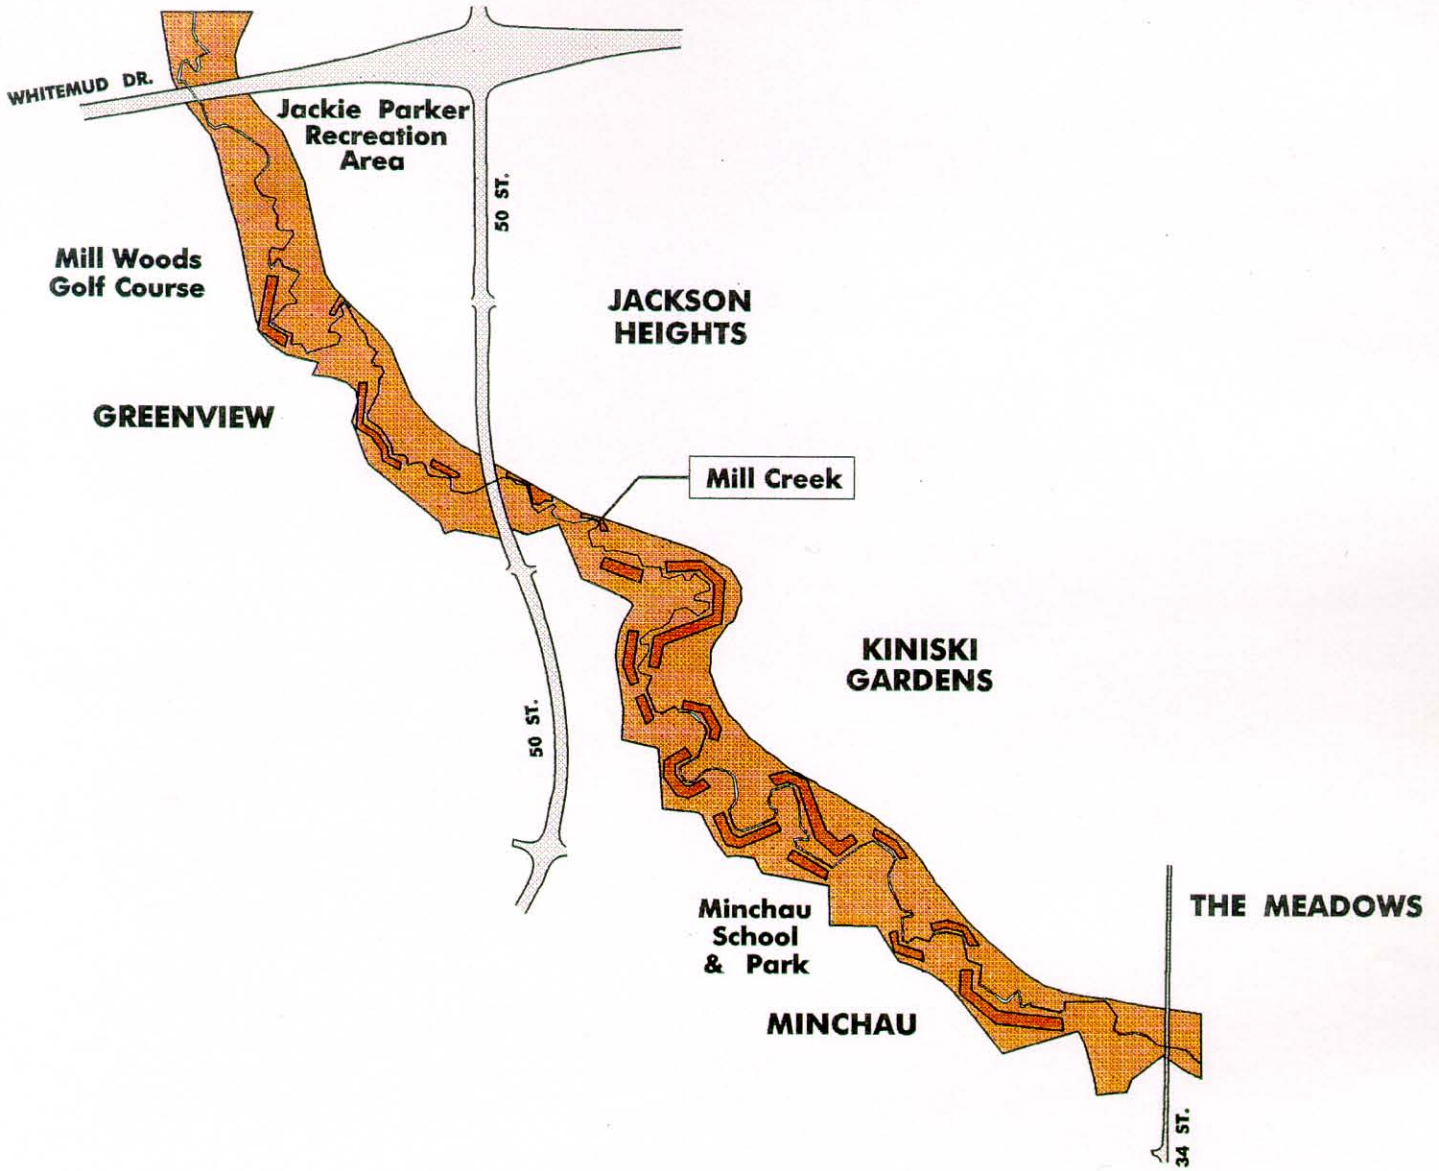 WHITEMUD DR.
Jackie Parker
Recreation
Area
50 ST.
Mill Woods
Golf Course
JACKSON
HEIGHTS
GREENVIEW
Mill Creek
KINISKI
GARDENS
50 ST.
Minchau
School
& Park
THE MEADOWS
MINCHAU
34 ST.